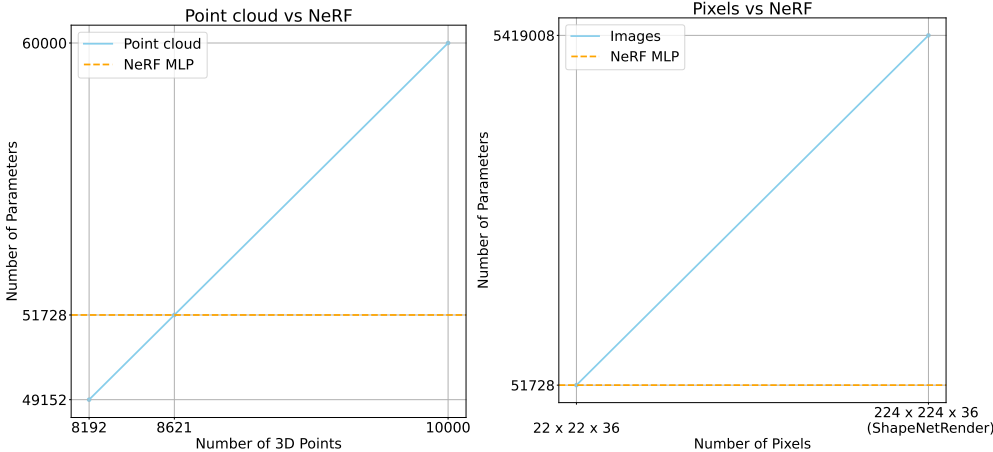 Point cloud vs NeRF
Point cloud
NeRF MLP
60000
51728
49152
Number of Parameters
8192
8621
10000
Number of 3D Points
Pixels vs NeRF
Images
NeRF MLP
5419008
51728
Number of Parameters
22 x 22 x 36
224 x 224 x 36
(ShapeNetRender)
Number of Pixels